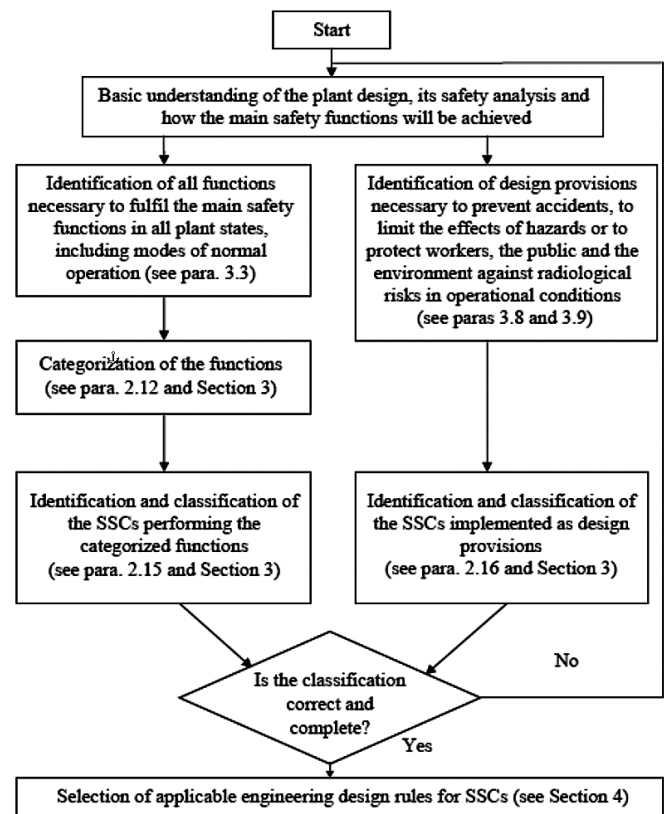 Start
Basic understanding of the plant design, its safety analysis and
how the main safety functions will be achieved
Identification of all functions
necessary to fulfil the main safety
functions in all plant states,
including modes of normal
operation (see para. 3.3)
Identification of design provisions
necessary to prevent accidents, to
limit the effects of hazards or to
protect workers, the public and the
environment against radiological
risks in operational conditions
(see paras 3.8 and 3.9)
Categorization of the functions
(see para. 2.12 and Section 3)
Identification and classification of
the SSCs performing the
categorized functions
(see para. 2.15 and Section 3)
Identification and classification of
the SSCs implemented as design
provisions
(see para. 2.16 and Section 3)
Is the classification
correct and
complete?
No
Yes
Selection of applicable engineering design rules for SSCs (see Section 4)